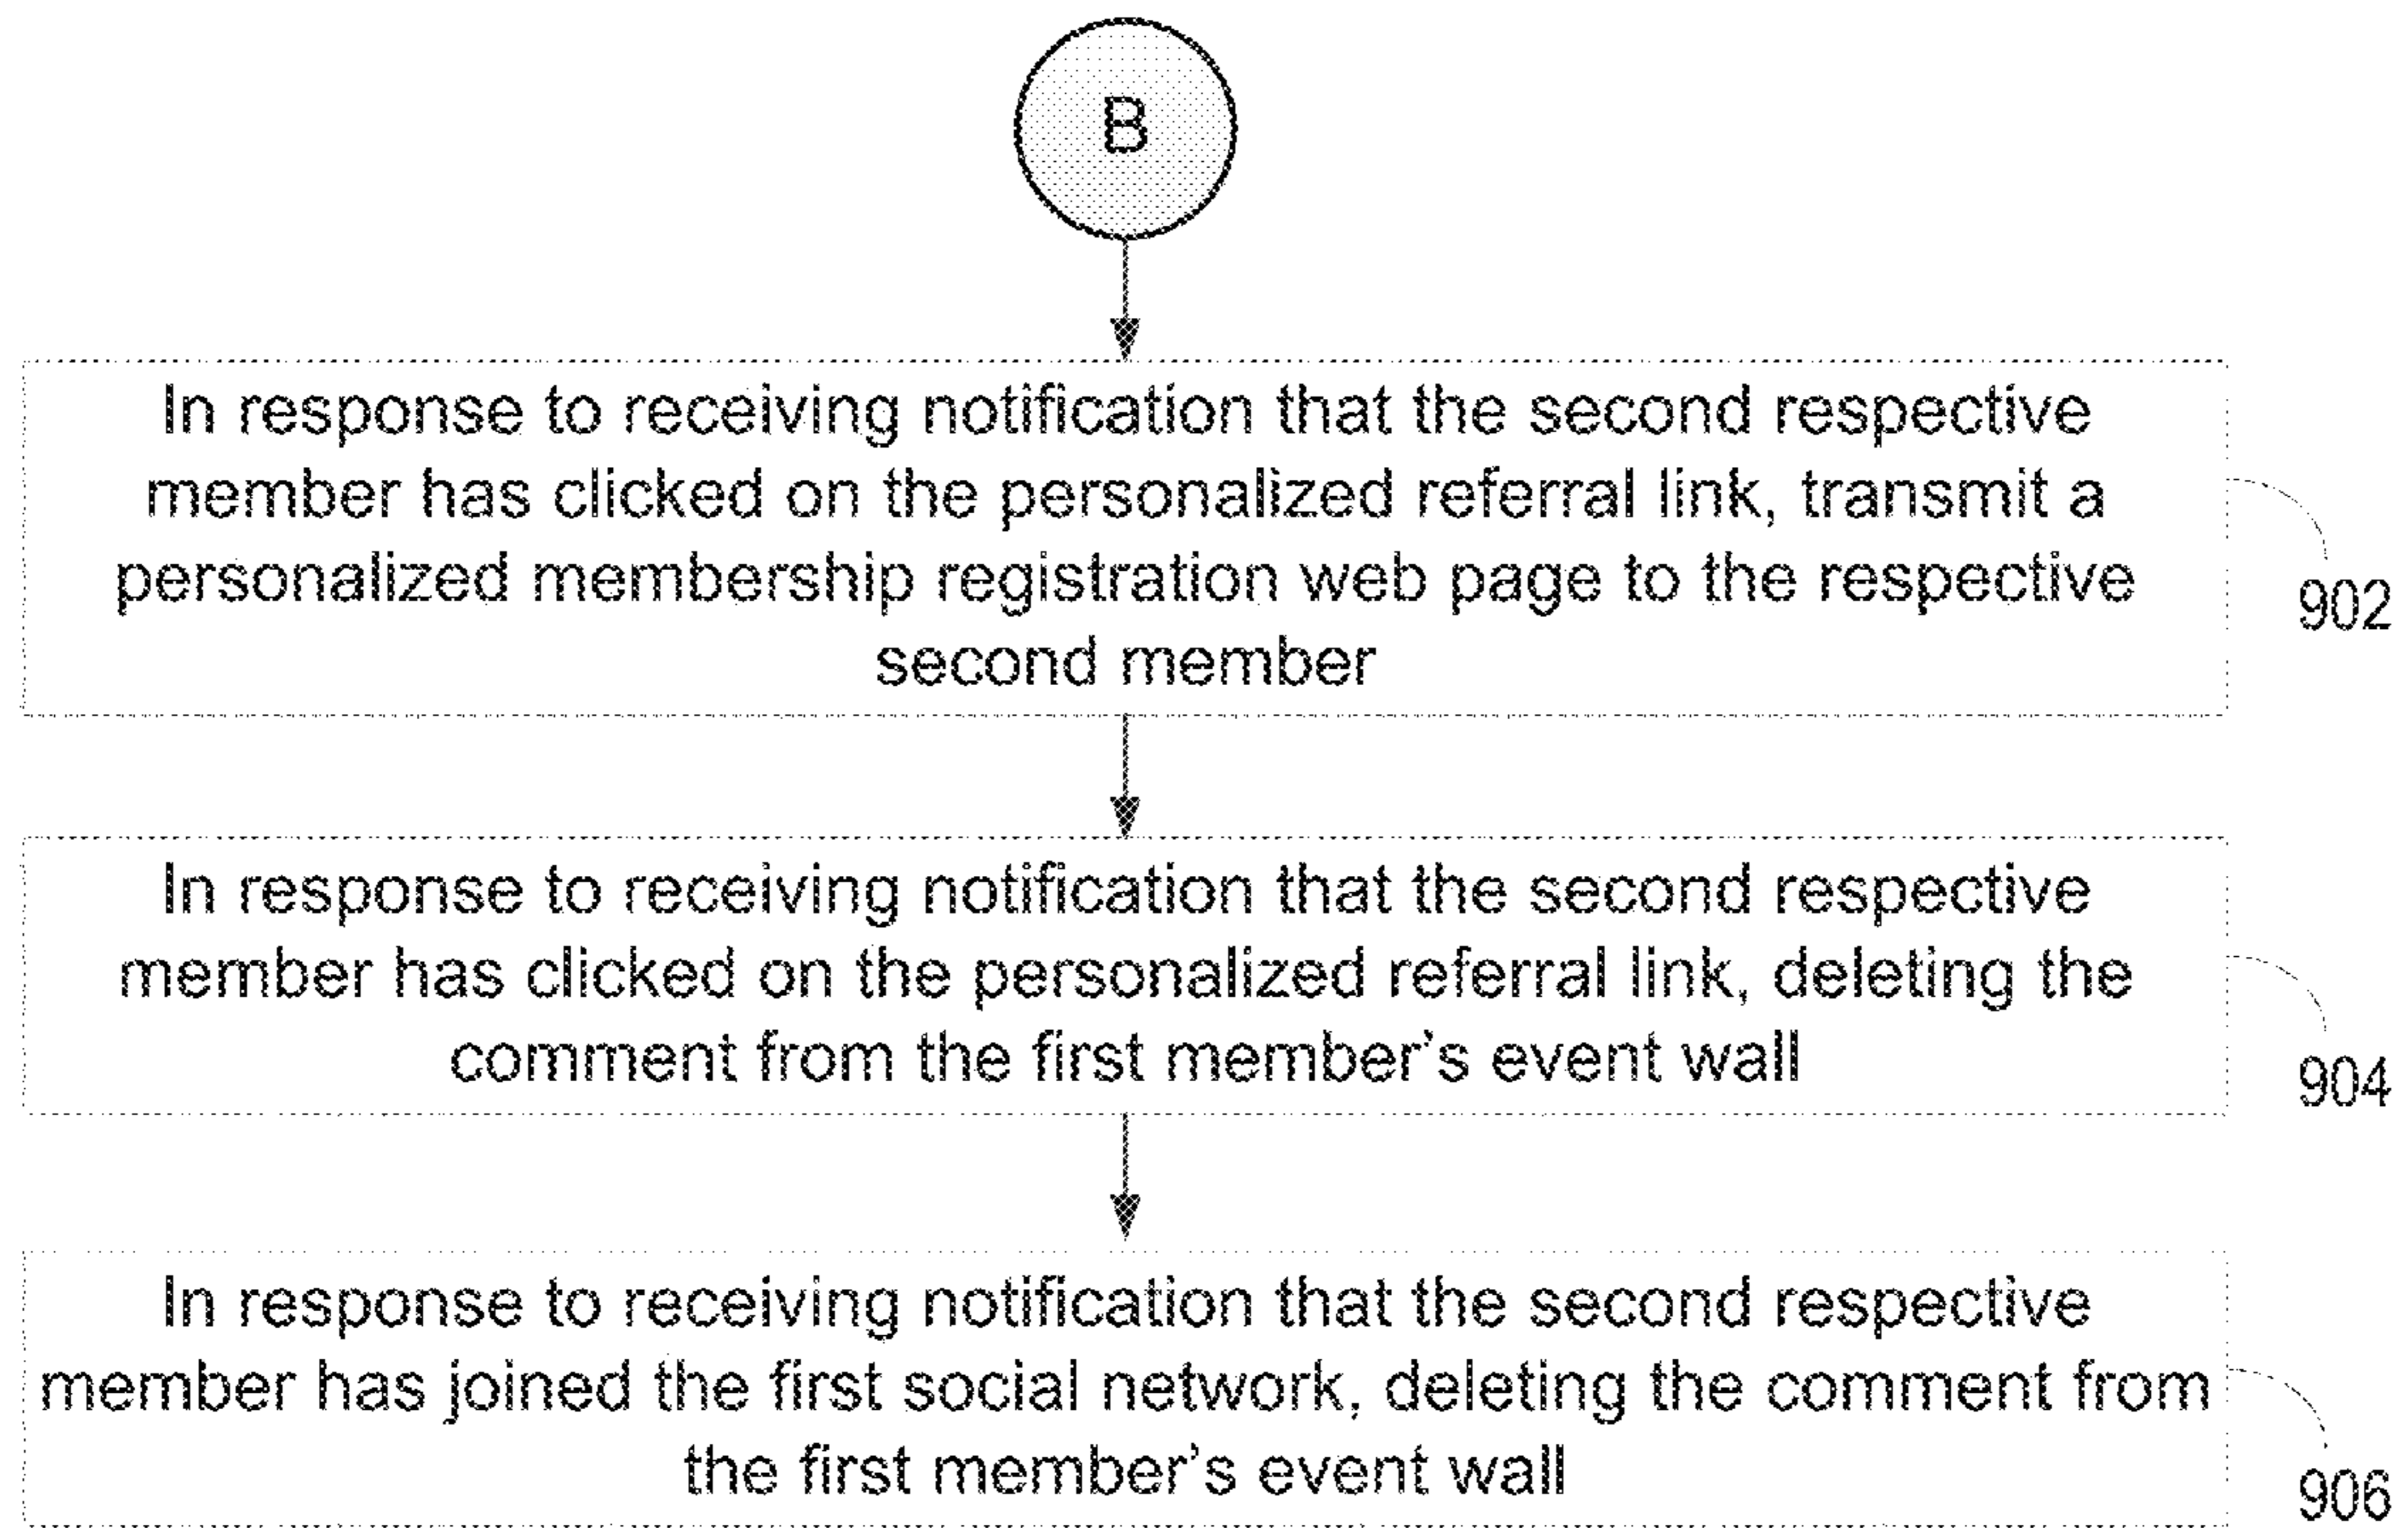 B
In response to receiving notification that the second respective
member has clicked on the personalized referral link, transmit a
personalized membership registration web page to the respective
second member
902
In response to receiving notification that the second respective
member has clicked on the personalized referral link, deleting the
comment from the first member's event wall
904
In response to receiving notification that the second respective
member has joined the first social network, deleting the comment from
the first member's event wall
906